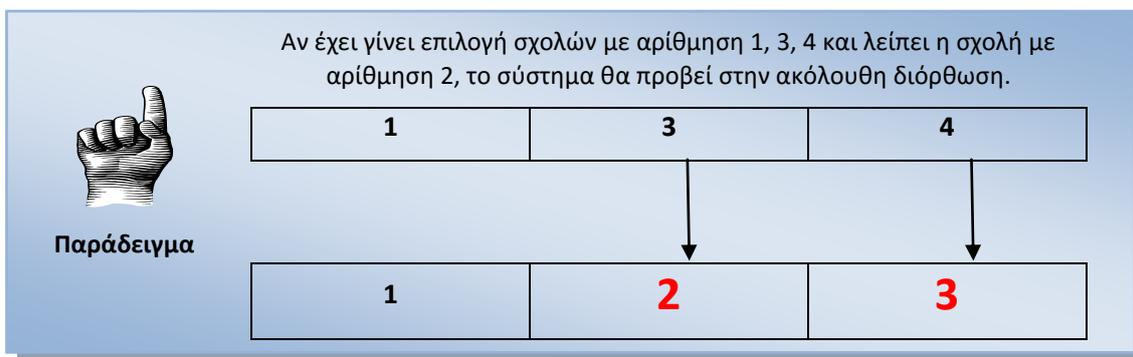 Αν έχει γίνει επιλογή σχολών με αρίθμηση 1, 3, 4 και λείπει η σχολή με
αρίθμηση 2, το σύστημα θα προβεί στην ακόλουθη διόρθωση.
1 3 4
Παράδειγμα
1 2 3